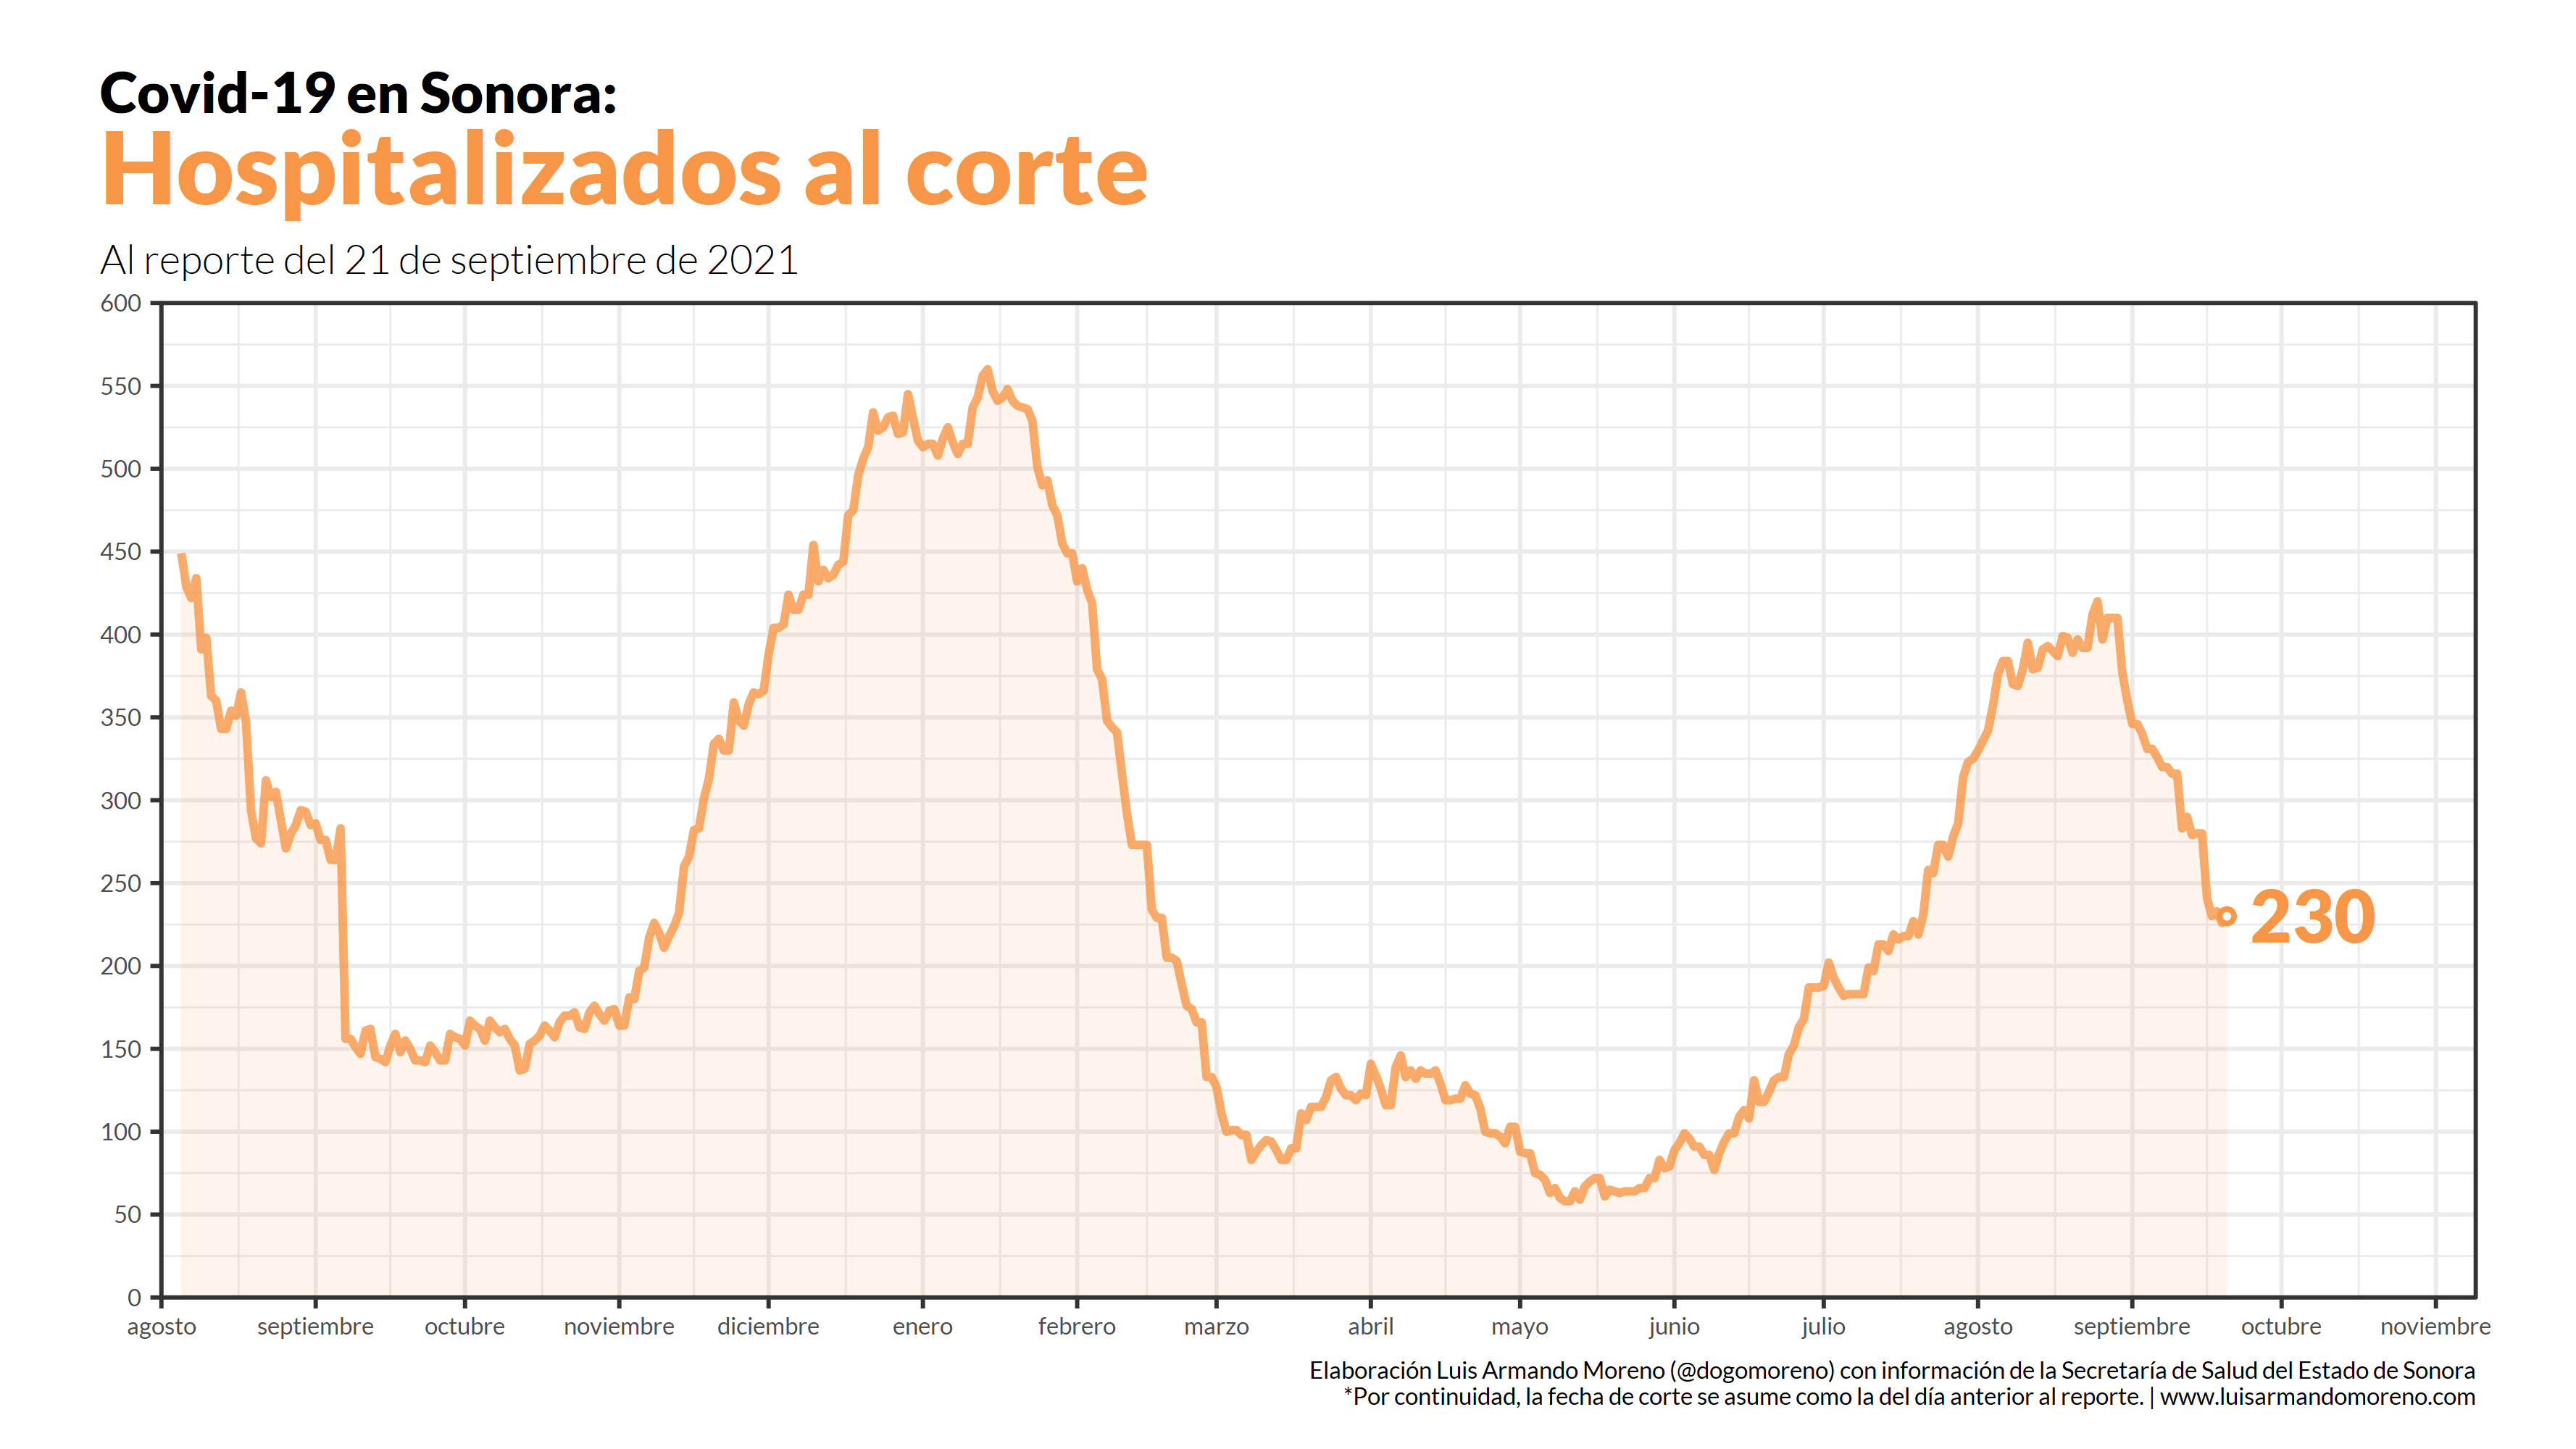 Covid-19 en Sonora:
Hospitalizados al corte
Al reporte del 21 de septiembre de 2021
600
550
500
450
400
350
300
250
200
150
100
50
0
230
agosto septiembre octubre noviembre diciembre enero febrero marzo abril mayo junio julio agosto septiembre octubre noviembre
Elaboración Luis Armando Moreno (@dogomoreno) con información de la Secretaría de Salud del Estado de Sonora
*Por continuidad, la fecha de corte se asume como la del día anterior al reporte. | www.luisarmandomoreno.com